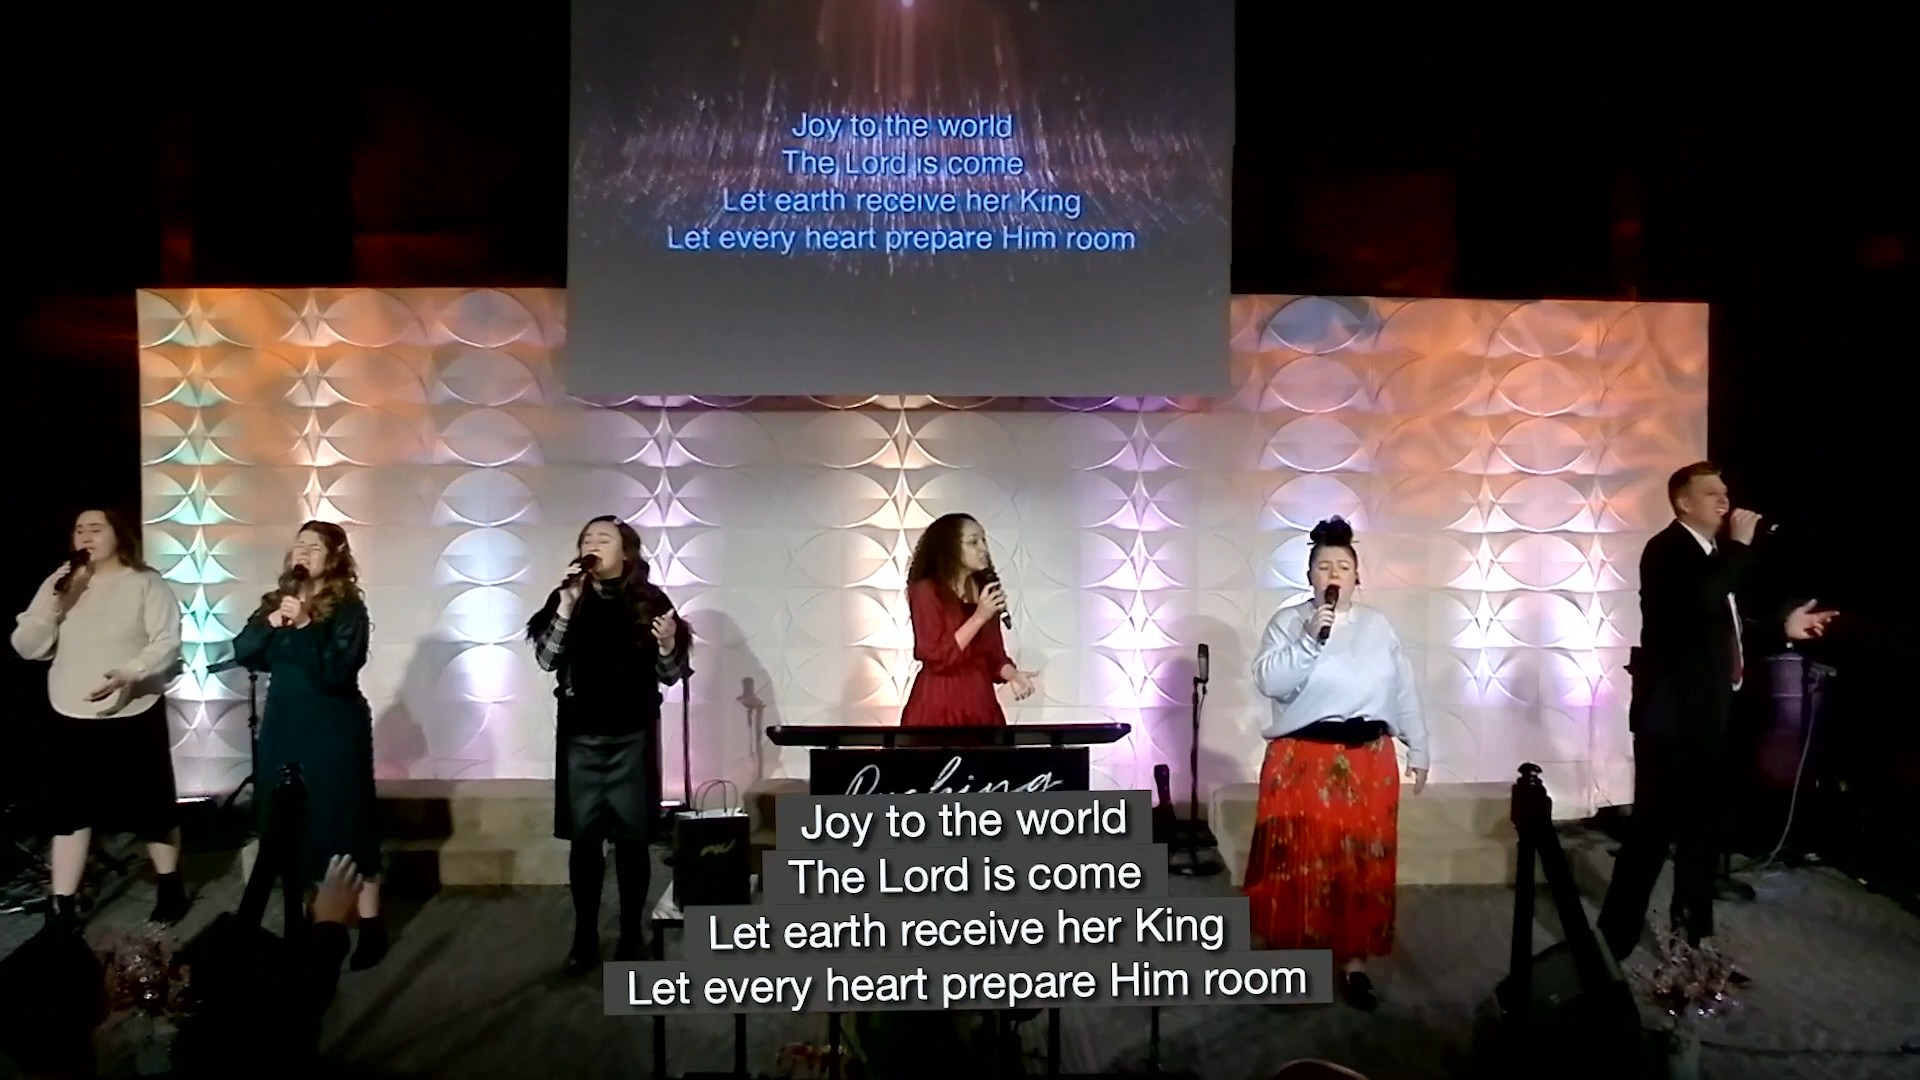 Joy to the world
The Lord is come
Let earth receive her King
Let every heart prepare Him room
Rushing
Joy to the world
The Lord is come
Let earth receive her King
Let every heart prepare Him room